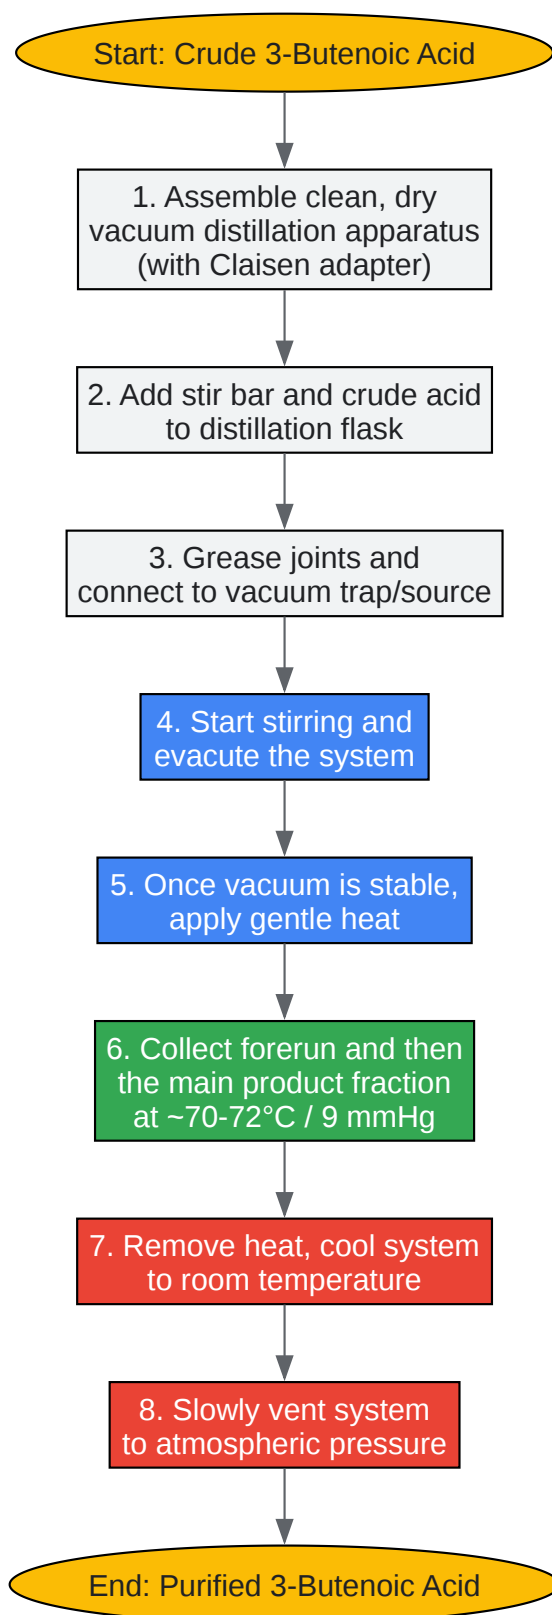 Start: Crude 3-Butenoic Acid
1. Assemble clean, dry
vacuum distillation apparatus
(with Claisen adapter)
2. Add stir bar and crude acid
to distillation flask
3. Grease joints and
connect to vacuum trap/source
4. Start stirring and
evacute the system
5. Once vacuum is stable,
apply gentle heat
6. Collect forerun and then
the main product fraction
at ~70-72°C / 9 mmHg
7. Remove heat, cool system
to room temperature
8. Slowly vent system
to atmospheric pressure
End: Purified 3-Butenoic Acid